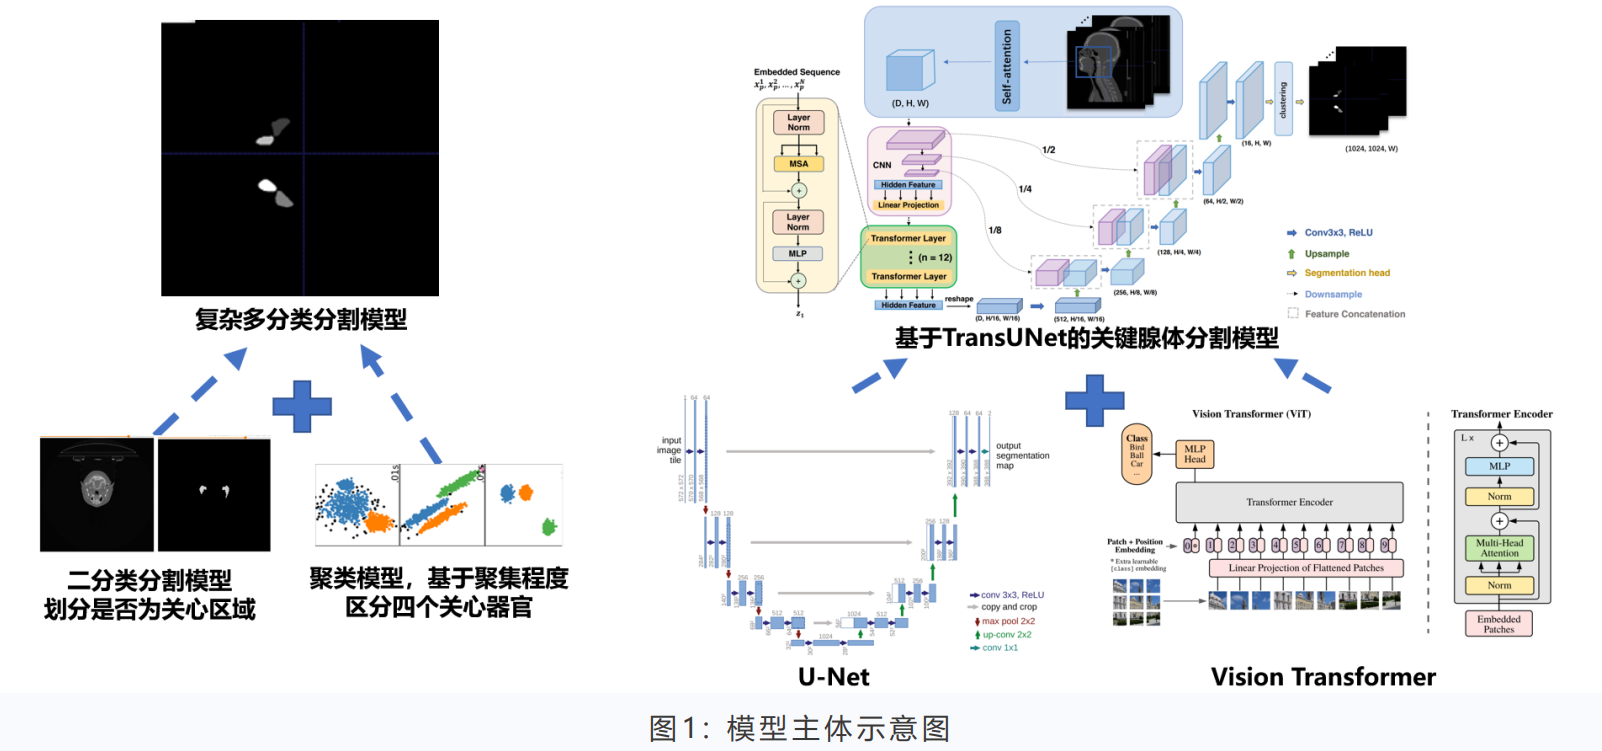 复杂多分类分割模型
二分类分割模型
划分是否为关心区域
聚类模型，基于聚集程度
区分四个关心器官
Embedded Sequence
Layer
Norm
MSA
+
Layer
Norm
MLP
+
z₁
Self-attention
(D, H, W)
CNN
Hidden Feature
Linear Projection
Transformer Layer
(n = 12)
Transformer Layer
Hidden Feature
reshape
(D, H/16, W/16)
(512, H/16, W/16)
1/2
1/4
1/8
(256, H/8, W/8)
(128, H/4, W/4)
(64, H/2, W/2)
(16, H, W)
clustering
(1024, 1024, W)
Conv3x3, ReLU
Upsample
Segmentation head
Downsample
Feature Concatenation
基于TransUNet的关键腺体分割模型
input
image
tile
1 64 64
128 128
256 256
512 512
1024
1024 512
512
256 128
128 64 64 2
output
segmentation
map
conv 3x3, ReLU
copy and crop
max pool 2x2
up-conv 2x2
conv 1x1
U-Net
Vision Transformer (ViT)
Class
Bird
Ball
Car
...
MLP
Head
Transformer Encoder
Patch + Position
Embedding
0 * 1 2 3 4 5 6 7 8 9
* Extra learnable
[class] embedding
Linear Projection of Flattened Patches
Transformer Encoder
L x
+
MLP
Norm
+
Multi-Head
Attention
Norm
Embedded
Patches
Vision Transformer
图1：模型主体示意图